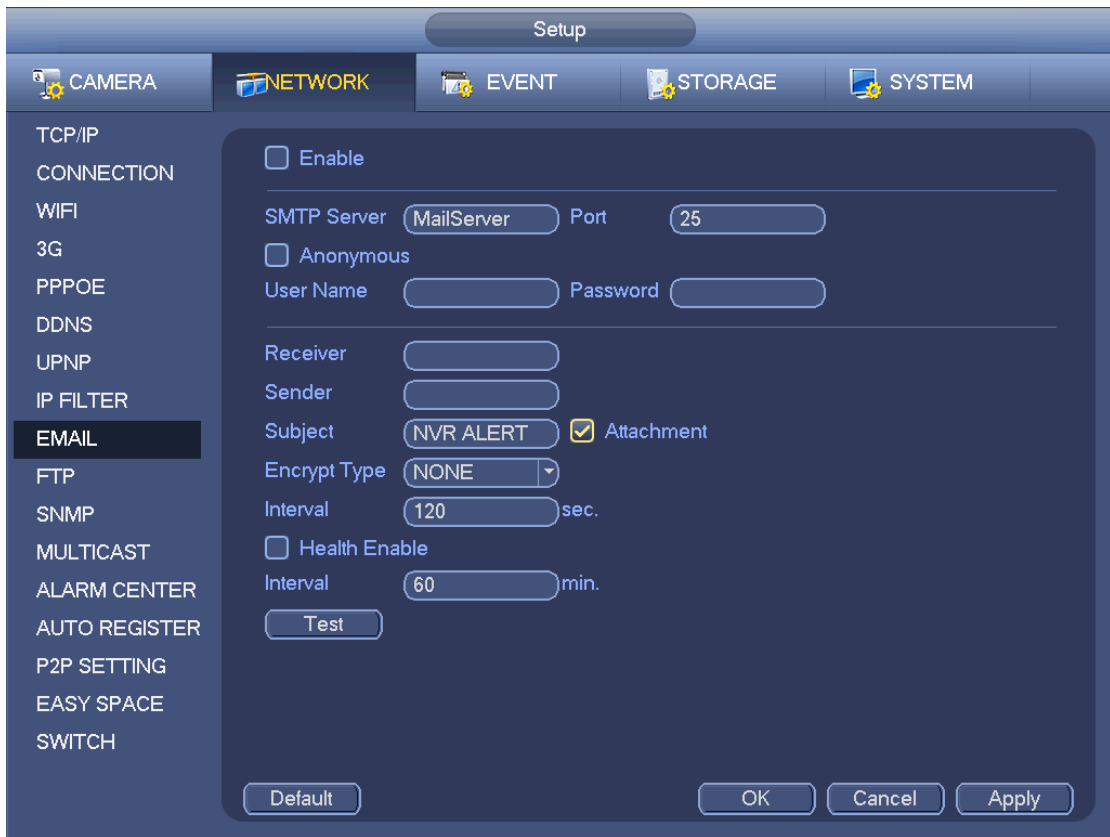 Setup
CAMERA NETWORK EVENT STORAGE SYSTEM
TCP/IP
CONNECTION
WIFI
3G
PPPOE
DDNS
UPNP
IP FILTER
EMAIL
FTP
SNMP
MULTICAST
ALARM CENTER
AUTO REGISTER
P2P SETTING
EASY SPACE
SWITCH
Enable
SMTP Server MailServer Port 25
Anonymous
User Name Password
Receiver
Sender
Subject NVR ALERT Attachment
Encrypt Type NONE
Interval 120 sec.
Health Enable
Interval 60 min.
Test
Default OK Cancel Apply